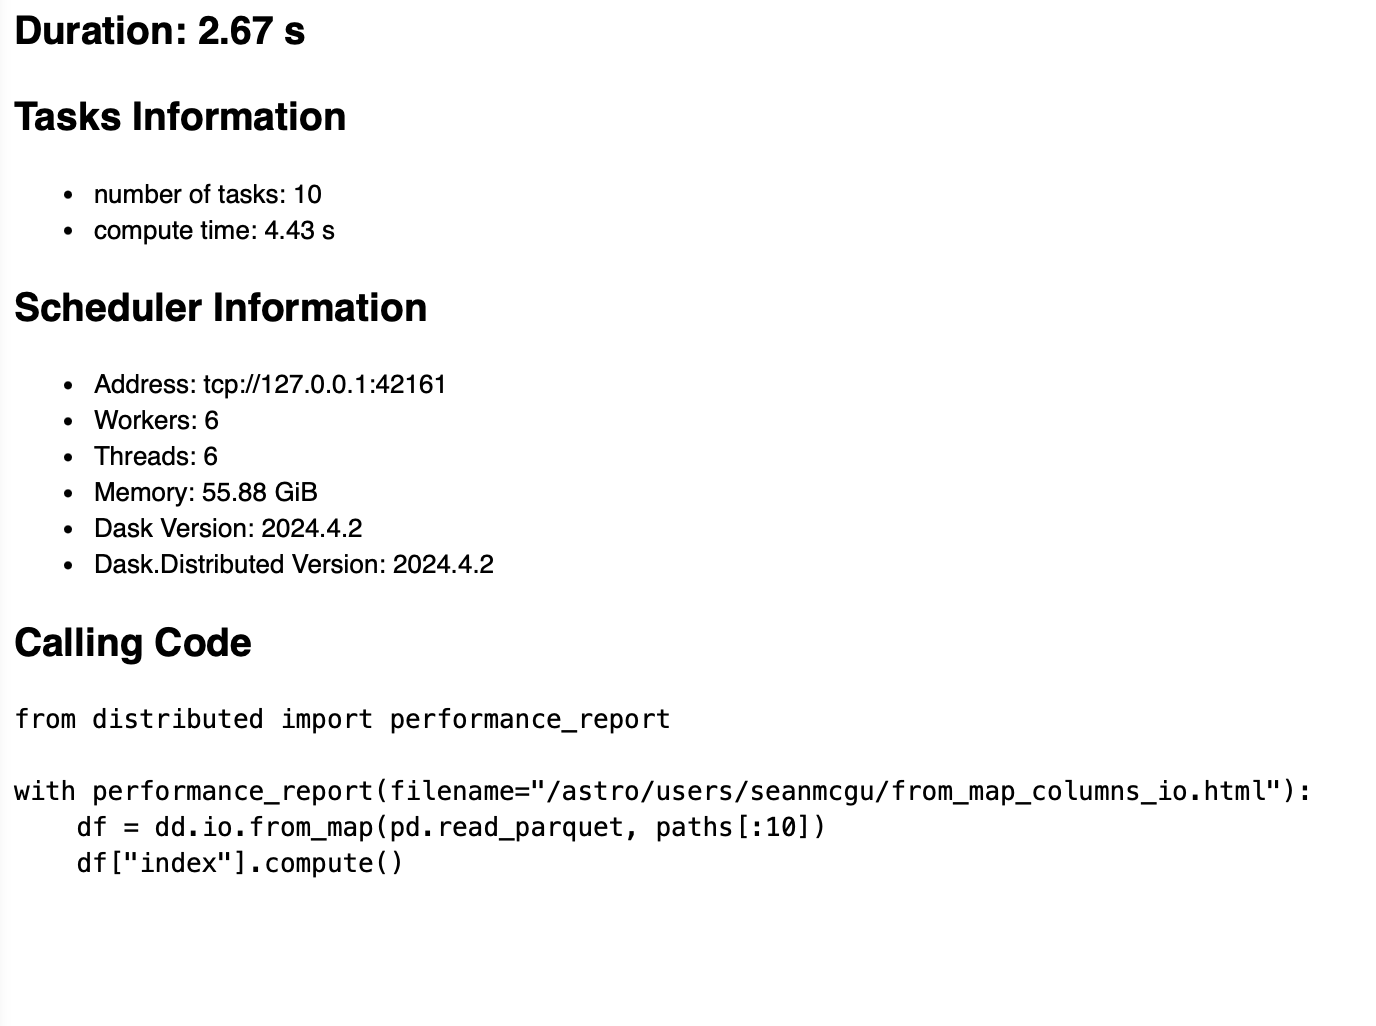 Duration: 2.67 s
Tasks Information
• number of tasks: 10
• compute time: 4.43 s
Scheduler Information
• Address: tcp://127.0.0.1:42161
• Workers: 6
• Threads: 6
• Memory: 55.88 GiB
• Dask Version: 2024.4.2
• Dask.Distributed Version: 2024.4.2
Calling Code
from distributed import performance_report
with performance_report(filename="/astro/users/seanmcgu/from_map_columns_io.html"):
    df = dd.io.from_map(pd.read_parquet, paths[:10])
    df["index"].compute()